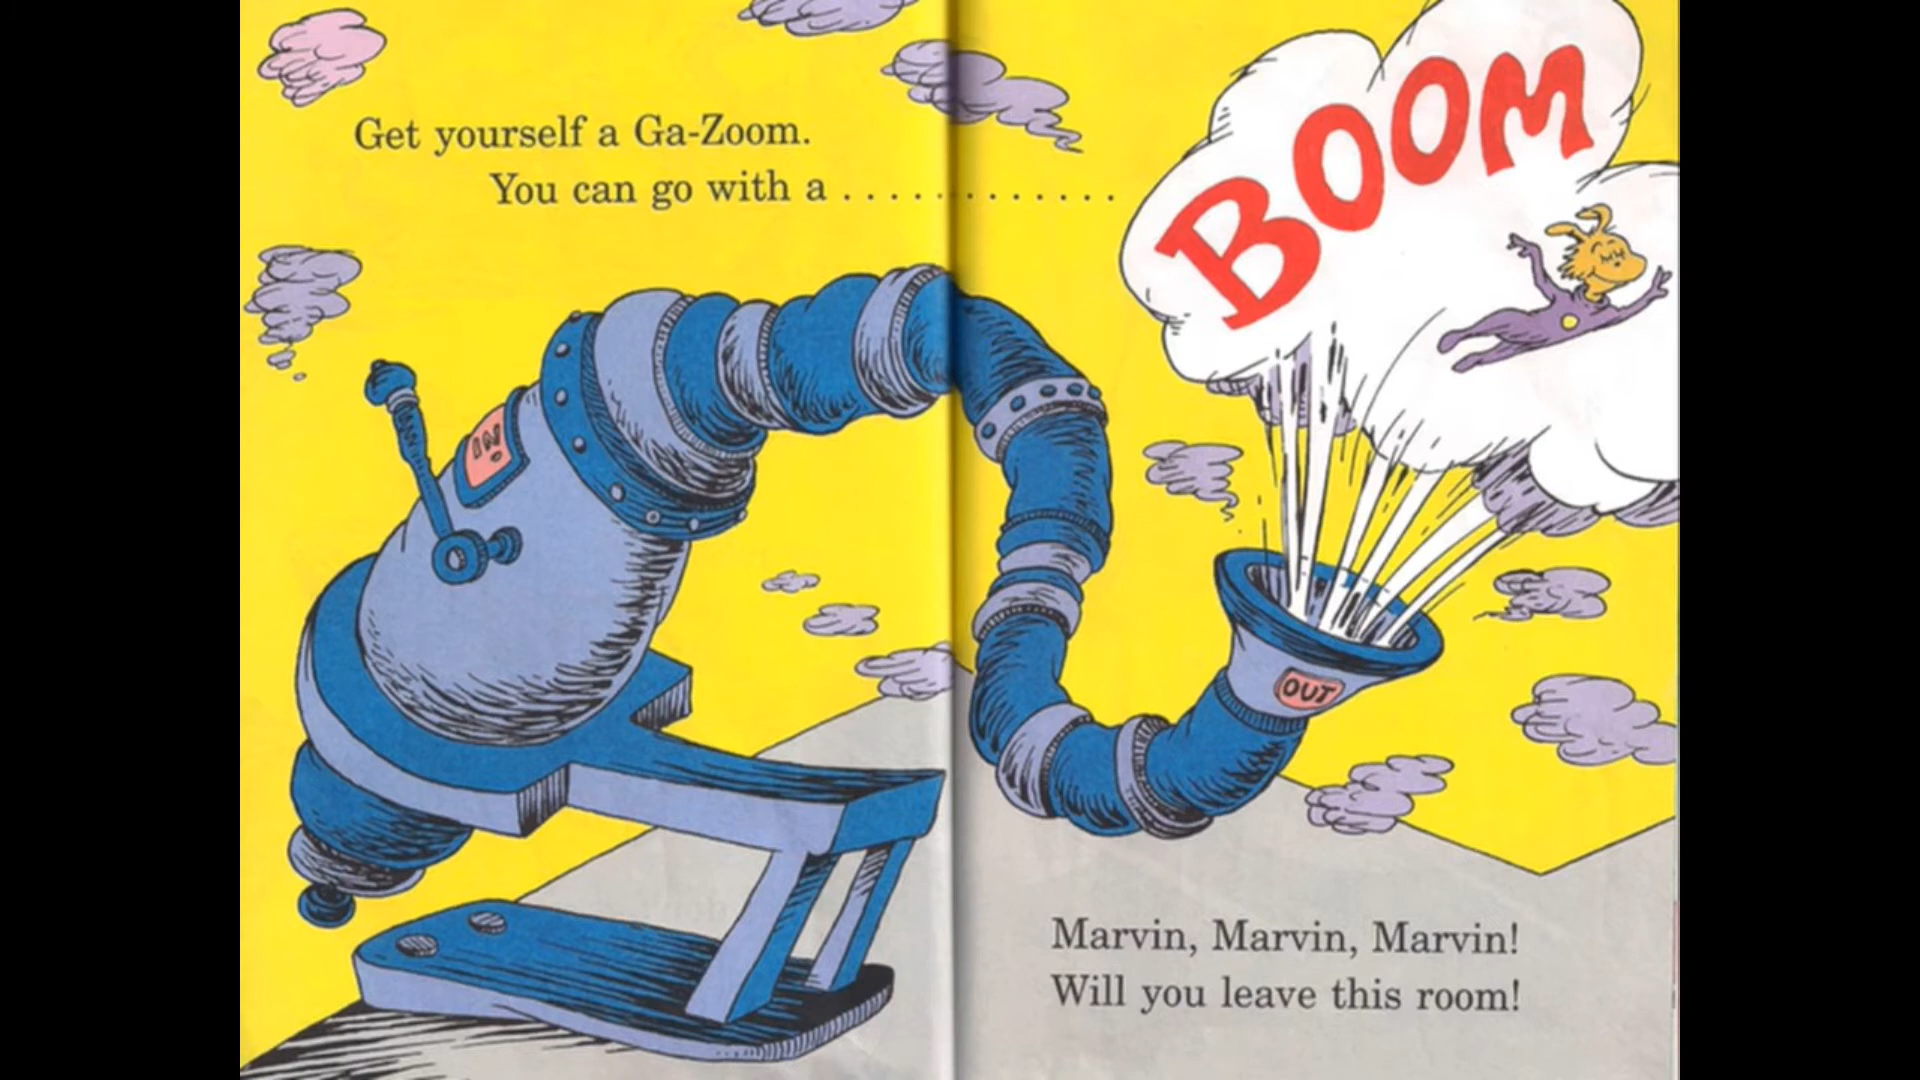 Get yourself a Ga-Zoom.
You can go with a . . . . . . . . . . . . .
BOOM
IN
OUT
Marvin, Marvin, Marvin!
Will you leave this room!